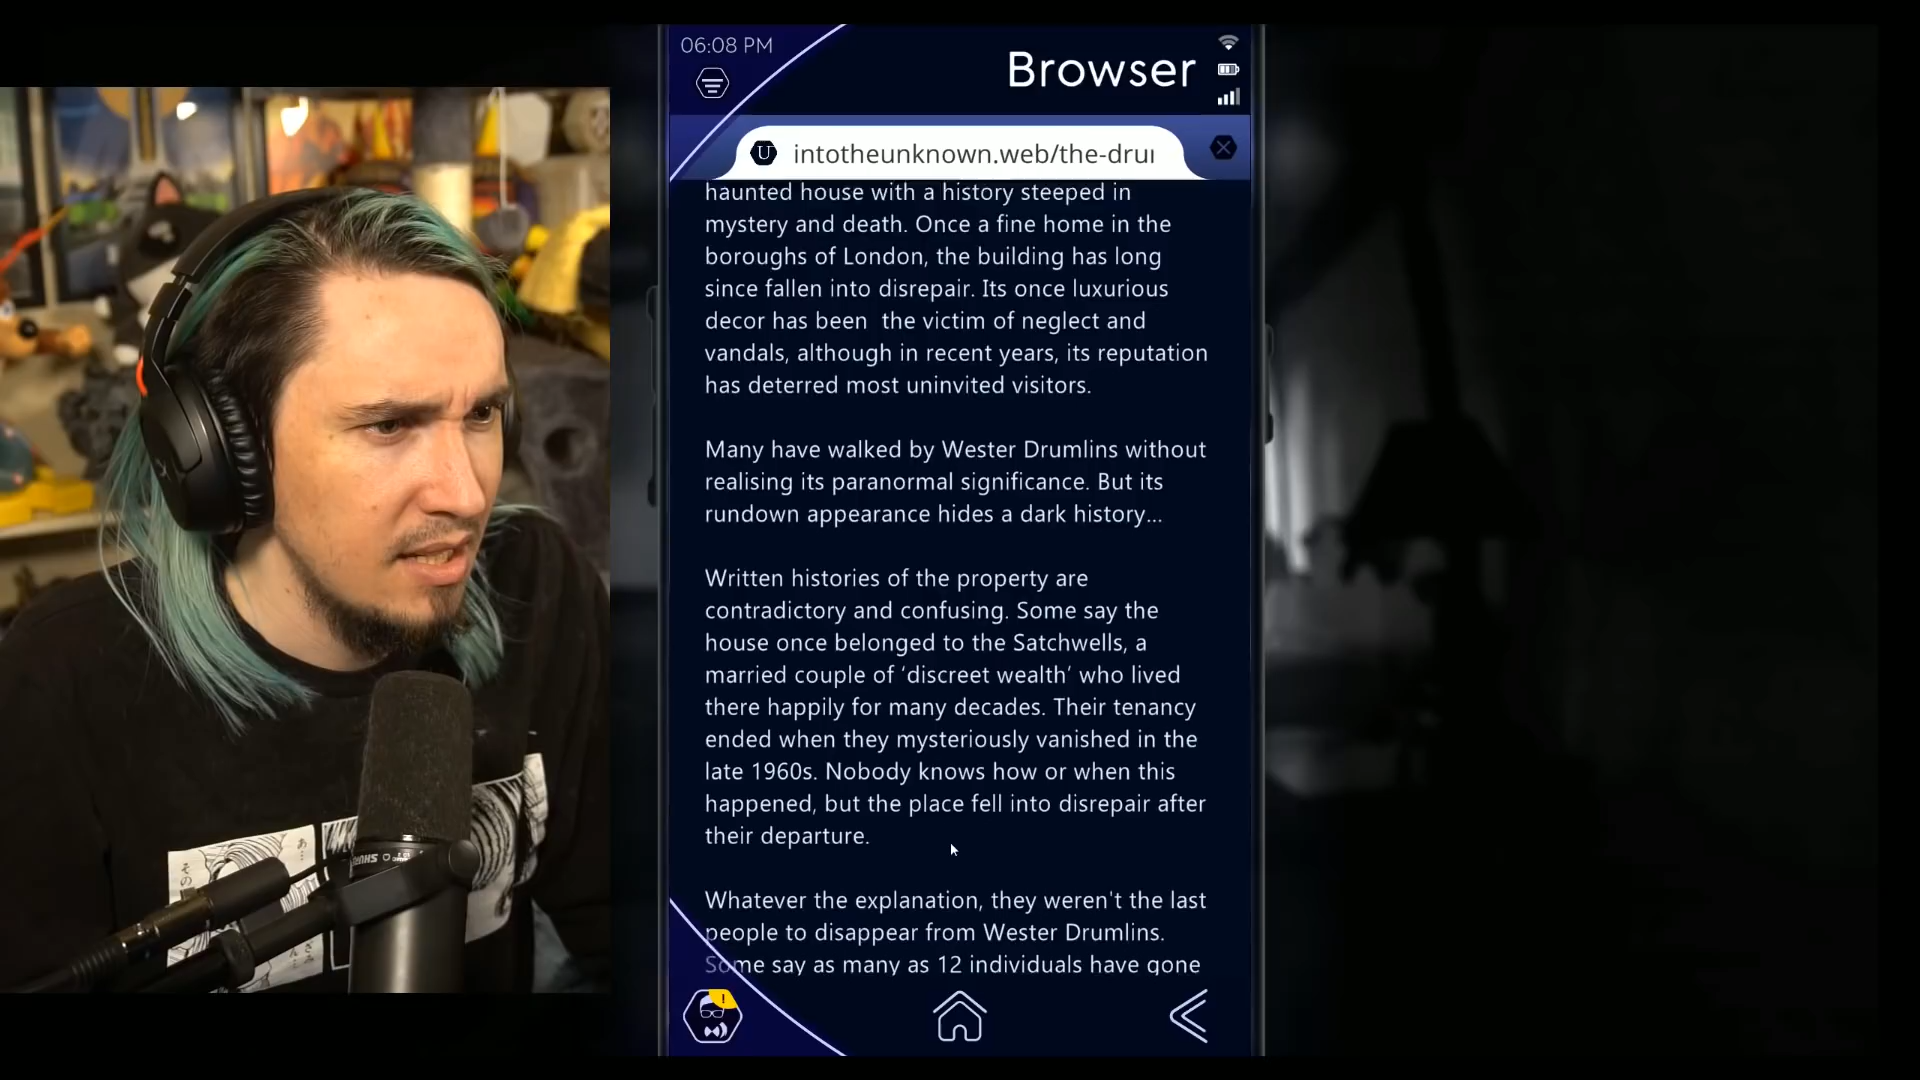 06:08 PM
Browser
U
intotheunknown.web/the-dru
haunted house with a history steeped in
mystery and death. Once a fine home in the
boroughs of London, the building has long
since fallen into disrepair. Its once luxurious
decor has been  the victim of neglect and
vandals, although in recent years, its reputation
has deterred most uninvited visitors.
Many have walked by Wester Drumlins without
realising its paranormal significance. But its
rundown appearance hides a dark history...
Written histories of the property are
contradictory and confusing. Some say the
house once belonged to the Satchwells, a
married couple of ‘discreet wealth’ who lived
there happily for many decades. Their tenancy
ended when they mysteriously vanished in the
late 1960s. Nobody knows how or when this
happened, but the place fell into disrepair after
their departure.
Whatever the explanation, they weren't the last
people to disappear from Wester Drumlins.
Some say as many as 12 individuals have gone
!